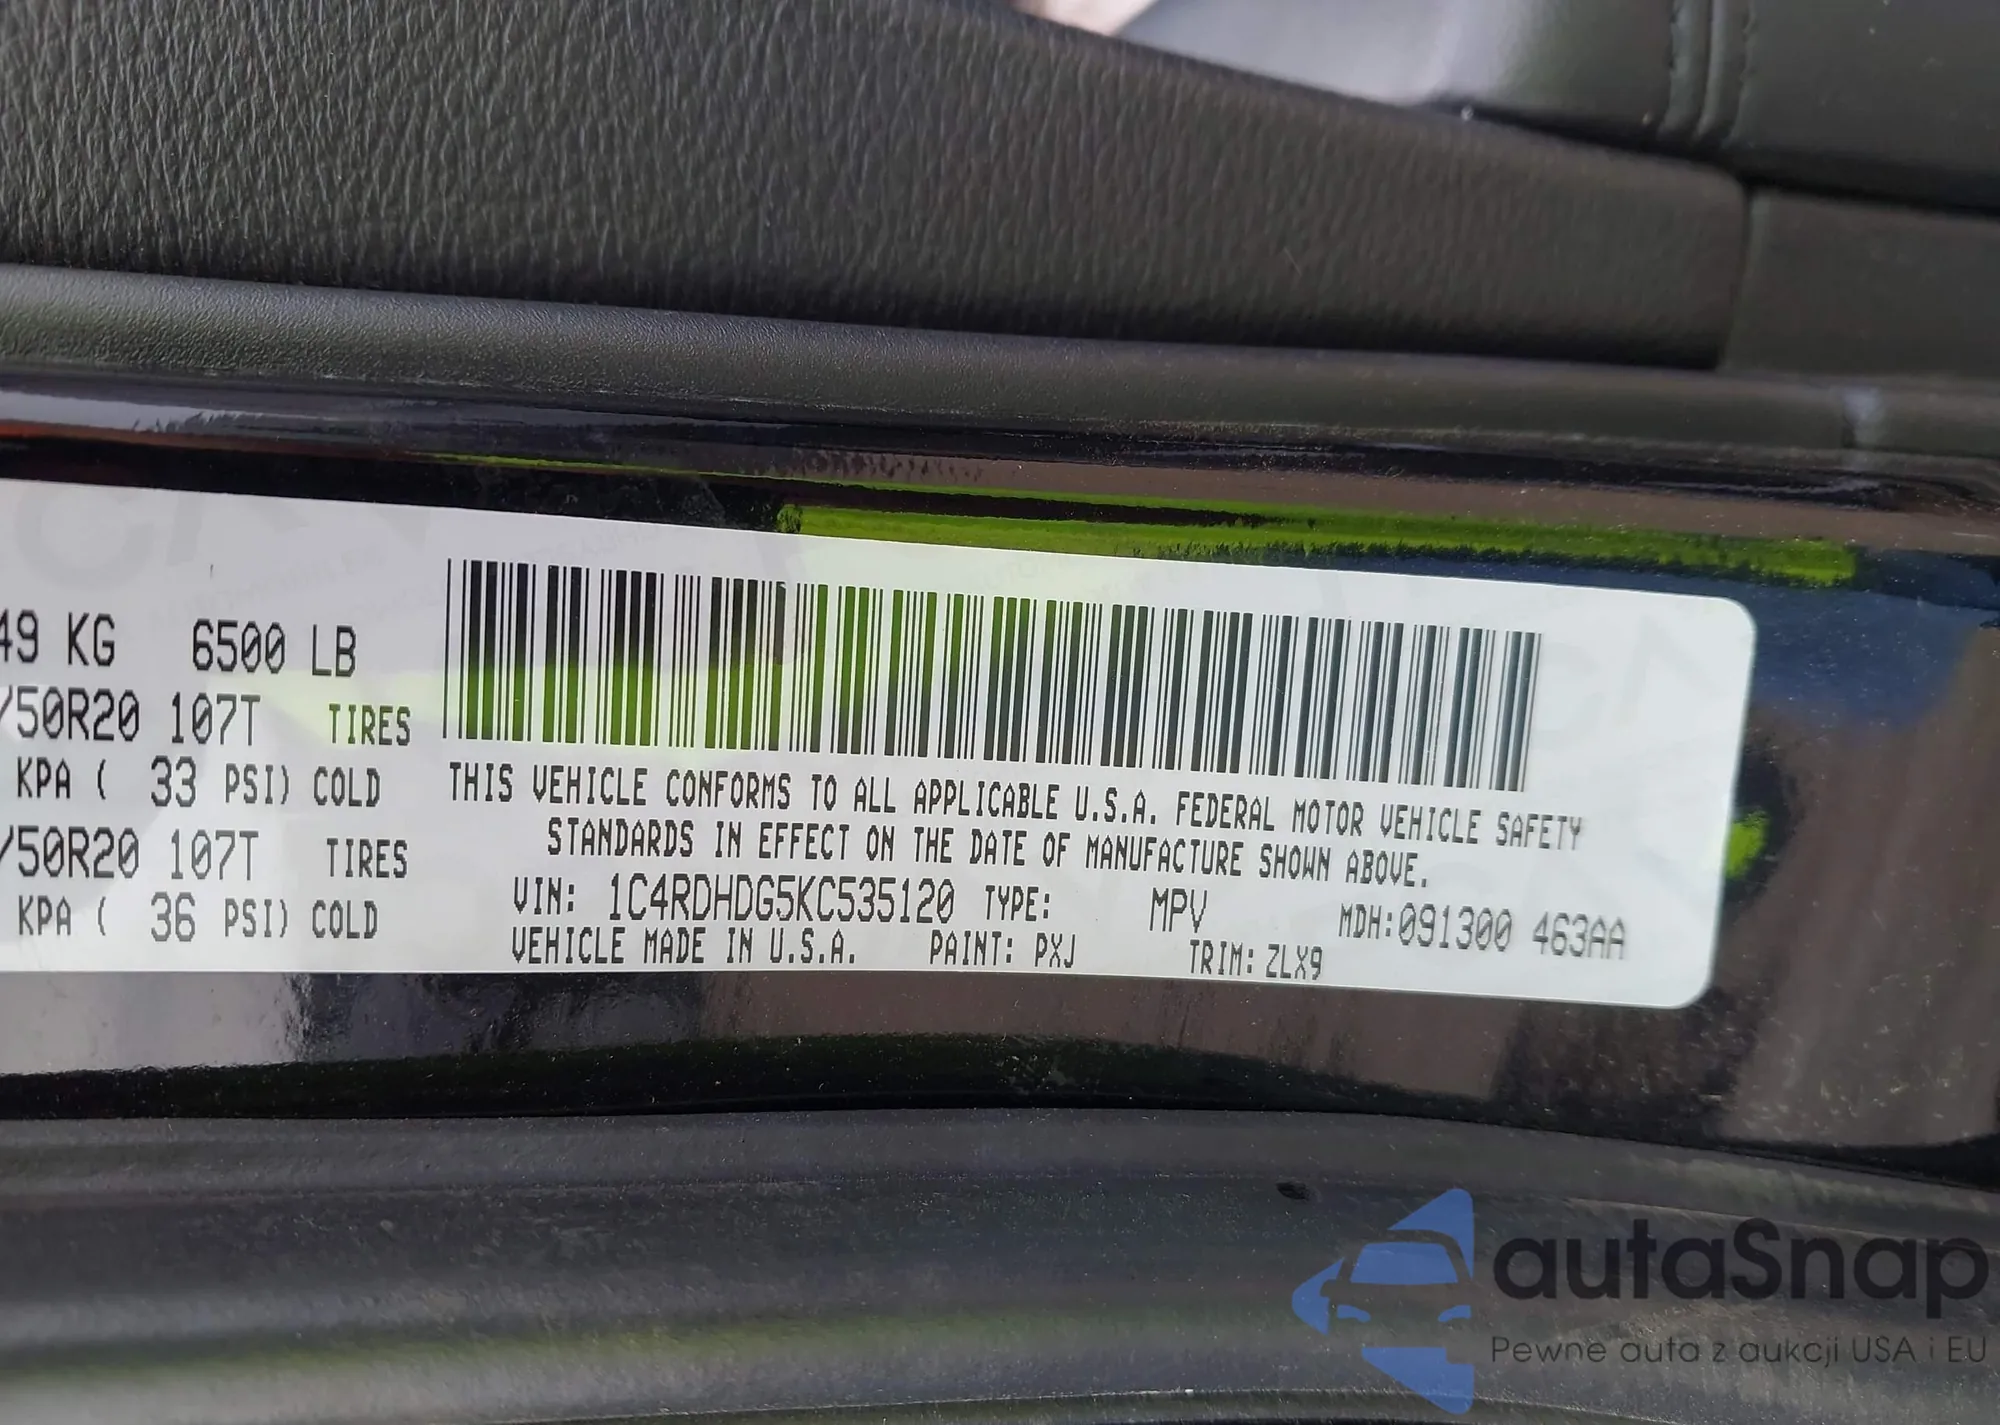 49 KG 6500 LB
/50R20 107T TIRES
KPA ( 33 PSI) COLD
/50R20 107T TIRES
KPA ( 36 PSI) COLD
THIS VEHICLE CONFORMS TO ALL APPLICABLE U.S.A. FEDERAL MOTOR VEHICLE SAFETY
STANDARDS IN EFFECT ON THE DATE OF MANUFACTURE SHOWN ABOVE.
VIN: 1C4RDHDG5KC535120 TYPE: MPV MDH:091300 463AA
VEHICLE MADE IN U.S.A. PAINT: PXJ TRIM: ZLX9
autaSnap
Pewne auta z aukcji USA i EU